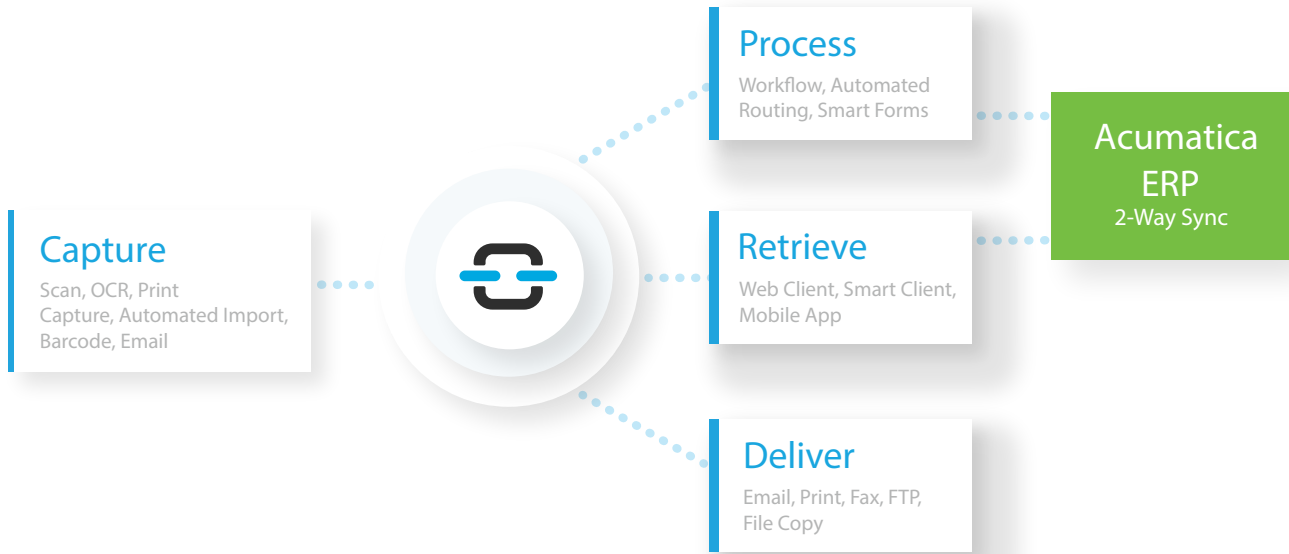 Capture
Scan, OCR, Print
Capture, Automated Import,
Barcode, Email
Process
Workflow, Automated
Routing, Smart Forms
Retrieve
Web Client, Smart Client,
Mobile App
Deliver
Email, Print, Fax, FTP,
File Copy
Acumatica
ERP
2-Way Sync